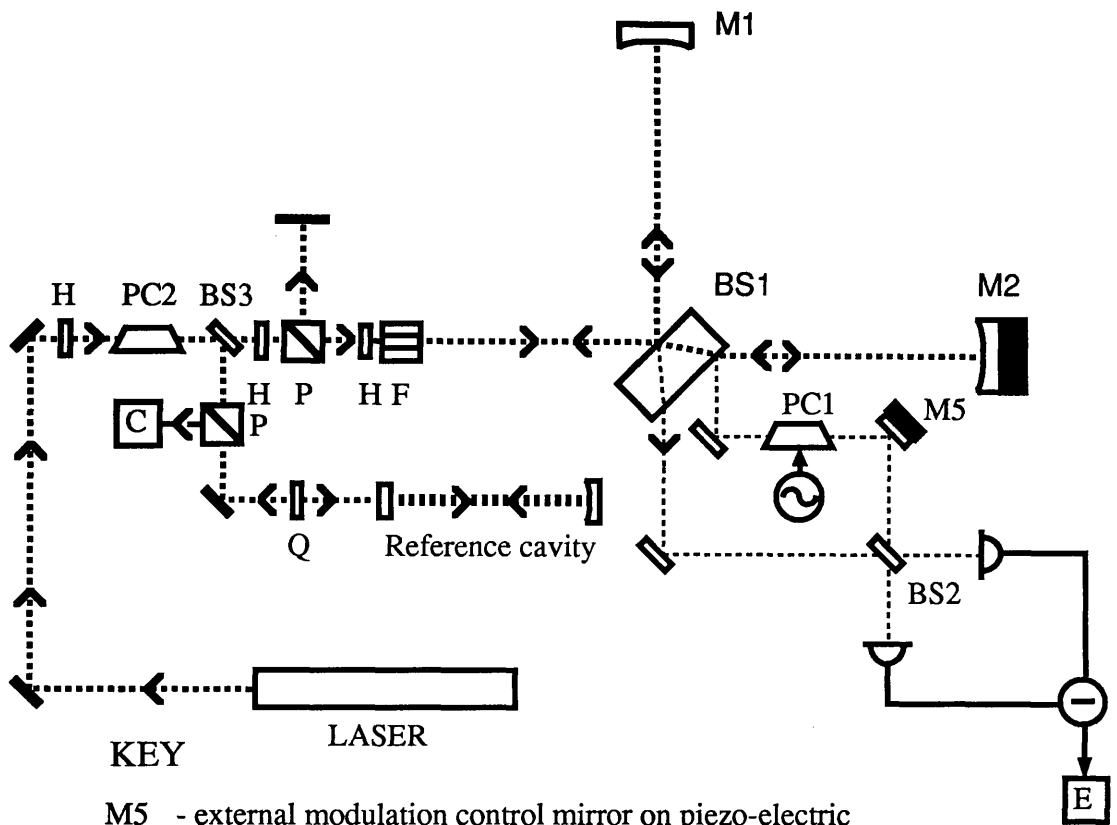 M1
BS1
M2
H
PC2
BS3
H P H F
C
P
PC1
M5
Q
Reference cavity
BS2
LASER
KEY
E
M5 - external modulation control mirror on piezo-electric